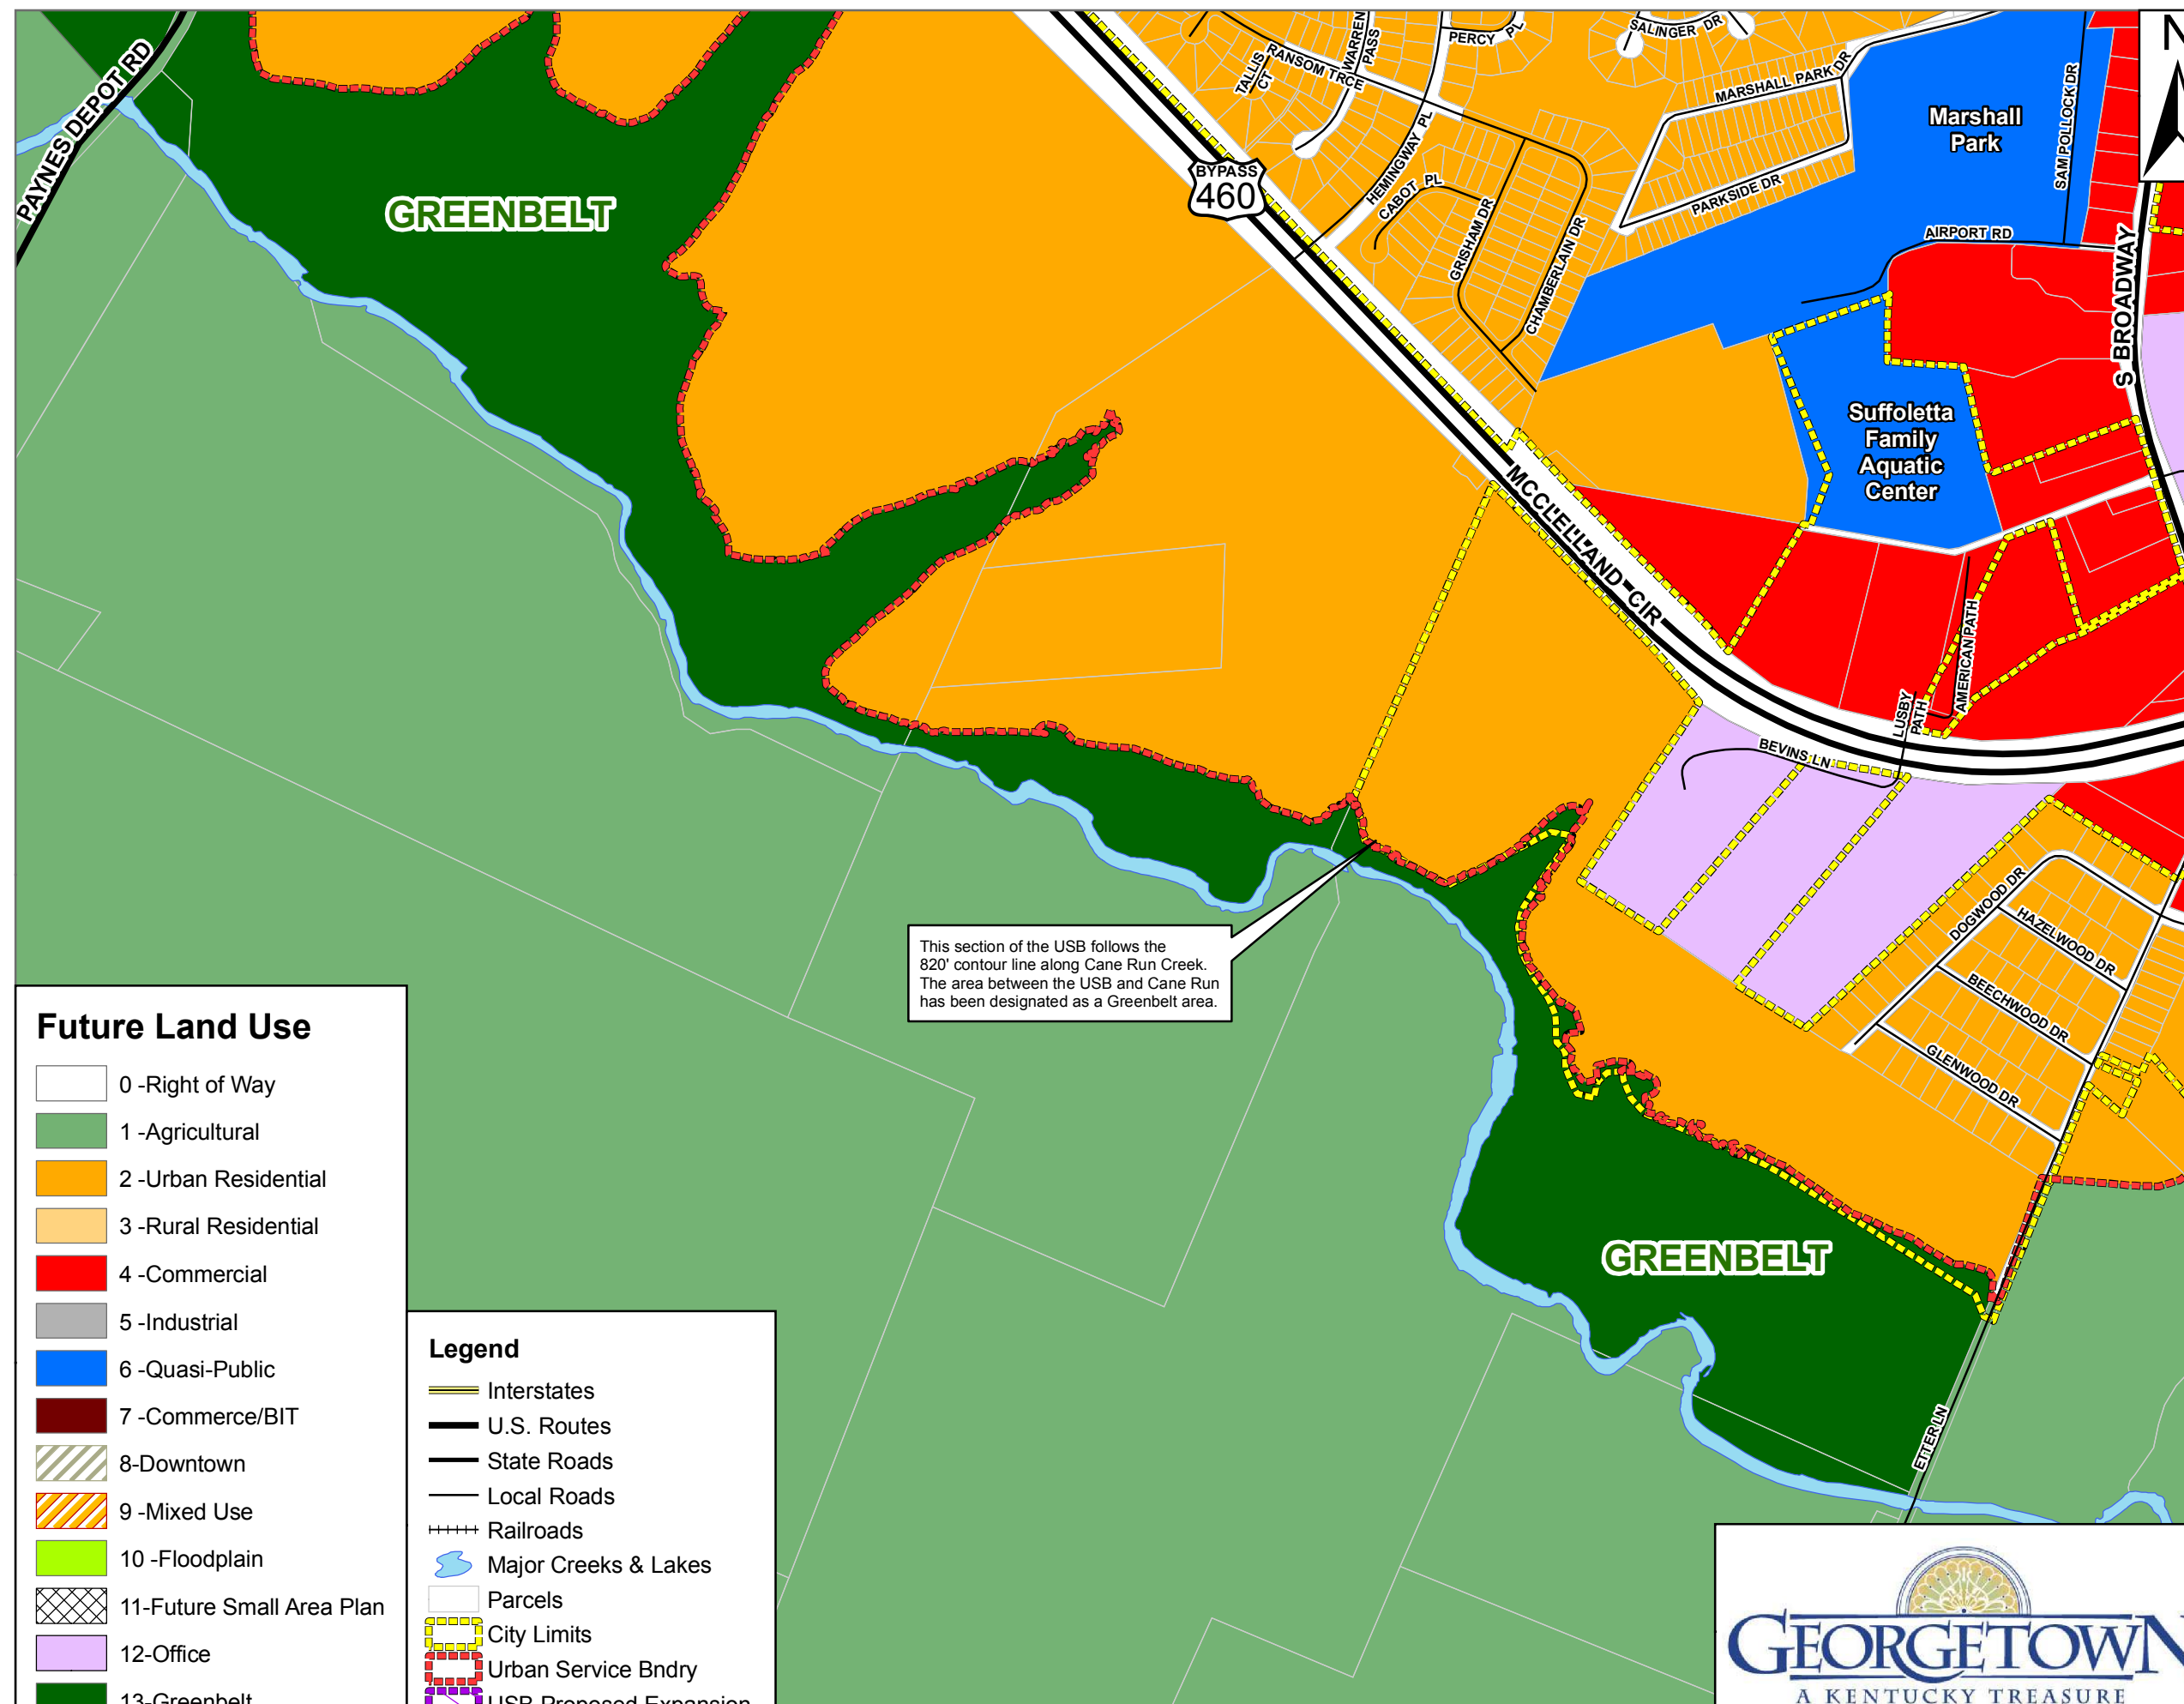 PAYNES DEPOT RD
GREENBELT
BYPASS
460
TALLIS
CT
RANSOM TRCE
WARREN
PASS
PERCY PL
SALINGER DR
HEMINGWAY PL
CABOT PL
GRISHAM DR
CHAMBERLAIN DR
MARSHALL PARK DR
PARKSIDE DR
Marshall
Park
SAM POLLOCK DR
AIRPORT RD
S BROADWAY
N
Suffoletta
Family
Aquatic
Center
MCCLELLAND CIR
AMERICAN PATH
LUSBY
PATH
BEVINS LN
DOGWOOD DR
HAZELWOOD DR
BEECHWOOD DR
GLENWOOD DR
This section of the USB follows the
820' contour line along Cane Run Creek.
The area between the USB and Cane Run
has been designated as a Greenbelt area.
GREENBELT
ETTER LN
Future Land Use
0 -Right of Way
1 -Agricultural
2 -Urban Residential
3 -Rural Residential
4 -Commercial
5 -Industrial
6 -Quasi-Public
7 -Commerce/BIT
8-Downtown
9 -Mixed Use
10 -Floodplain
11-Future Small Area Plan
12-Office
13-Greenbelt
Legend
Interstates
U.S. Routes
State Roads
Local Roads
Railroads
Major Creeks & Lakes
Parcels
City Limits
Urban Service Bndry
USB Proposed Expansion
GEORGETOWN
A KENTUCKY TREASURE